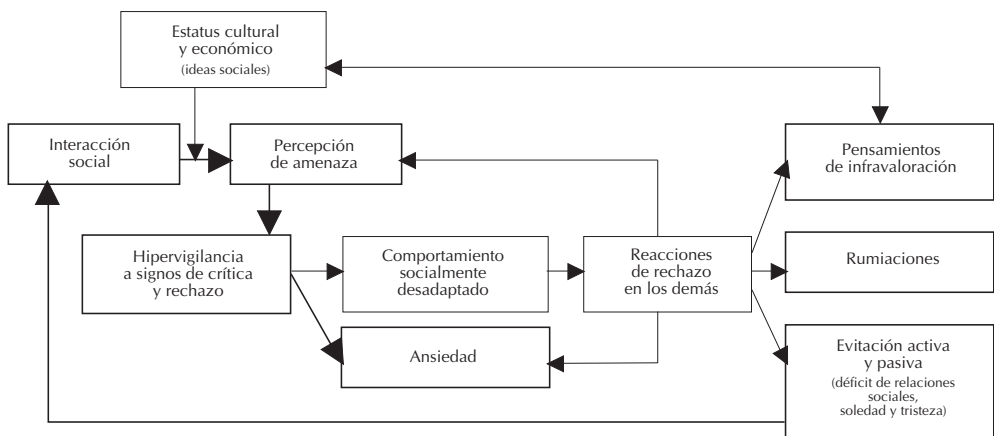 Estatus cultural
y económico
(ideas sociales)
Interacción
social
Percepción
de amenaza
Pensamientos
de infravaloración
Hipervigilancia
a signos de crítica
y rechazo
Comportamiento
socialmente
desadaptado
Reacciones
de rechazo
en los demás
Rumiaciones
Ansiedad
Evitación activa
y pasiva
(déficit de relaciones
sociales,
soledad y tristeza)